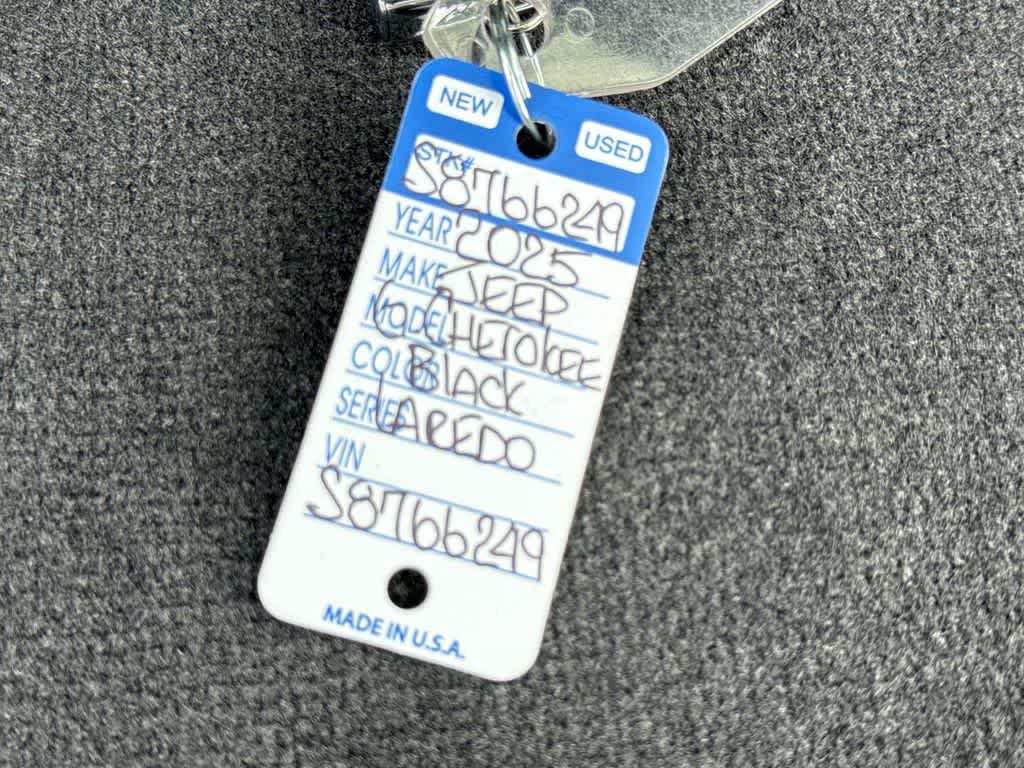 NEW USED
STK# S8766249
YEAR 2025
MAKE JEEP
MODEL G CHEROKEE
COLOR Black
SERIES LAREDO
VIN
S8766249
MADE IN U.S.A.